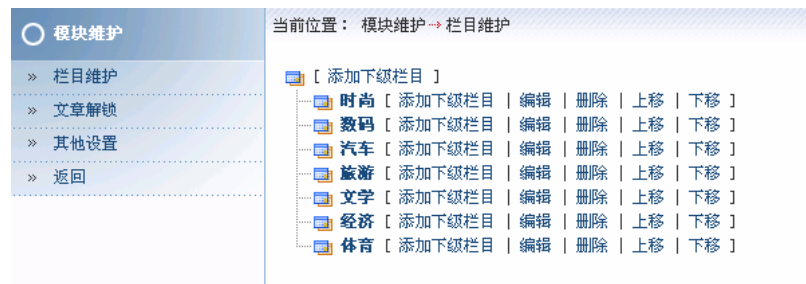 模块维护
» 栏目维护
» 文章解锁
» 其他设置
» 返回
当前位置： 模块维护→栏目维护
[ 添加下级栏目 ]
时尚 [ 添加下级栏目 | 编辑 | 删除 | 上移 | 下移 ]
数码 [ 添加下级栏目 | 编辑 | 删除 | 上移 | 下移 ]
汽车 [ 添加下级栏目 | 编辑 | 删除 | 上移 | 下移 ]
旅游 [ 添加下级栏目 | 编辑 | 删除 | 上移 | 下移 ]
文学 [ 添加下级栏目 | 编辑 | 删除 | 上移 | 下移 ]
经济 [ 添加下级栏目 | 编辑 | 删除 | 上移 | 下移 ]
体育 [ 添加下级栏目 | 编辑 | 删除 | 上移 | 下移 ]